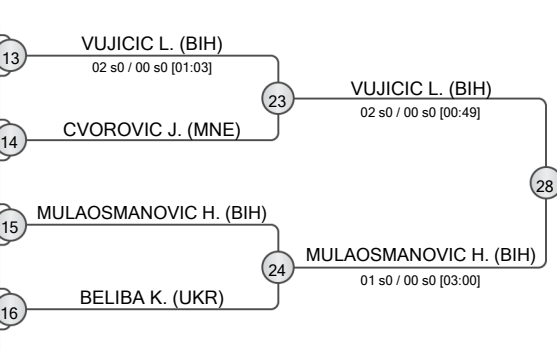 13
VUJICIC L. (BIH)
02 s0 / 00 s0 [01:03]
23
VUJICIC L. (BIH)
02 s0 / 00 s0 [00:49]
14
CVOROVIC J. (MNE)
28
15
MULAOSMANOVIC H. (BIH)
24
MULAOSMANOVIC H. (BIH)
01 s0 / 00 s0 [03:00]
16
BELIBA K. (UKR)